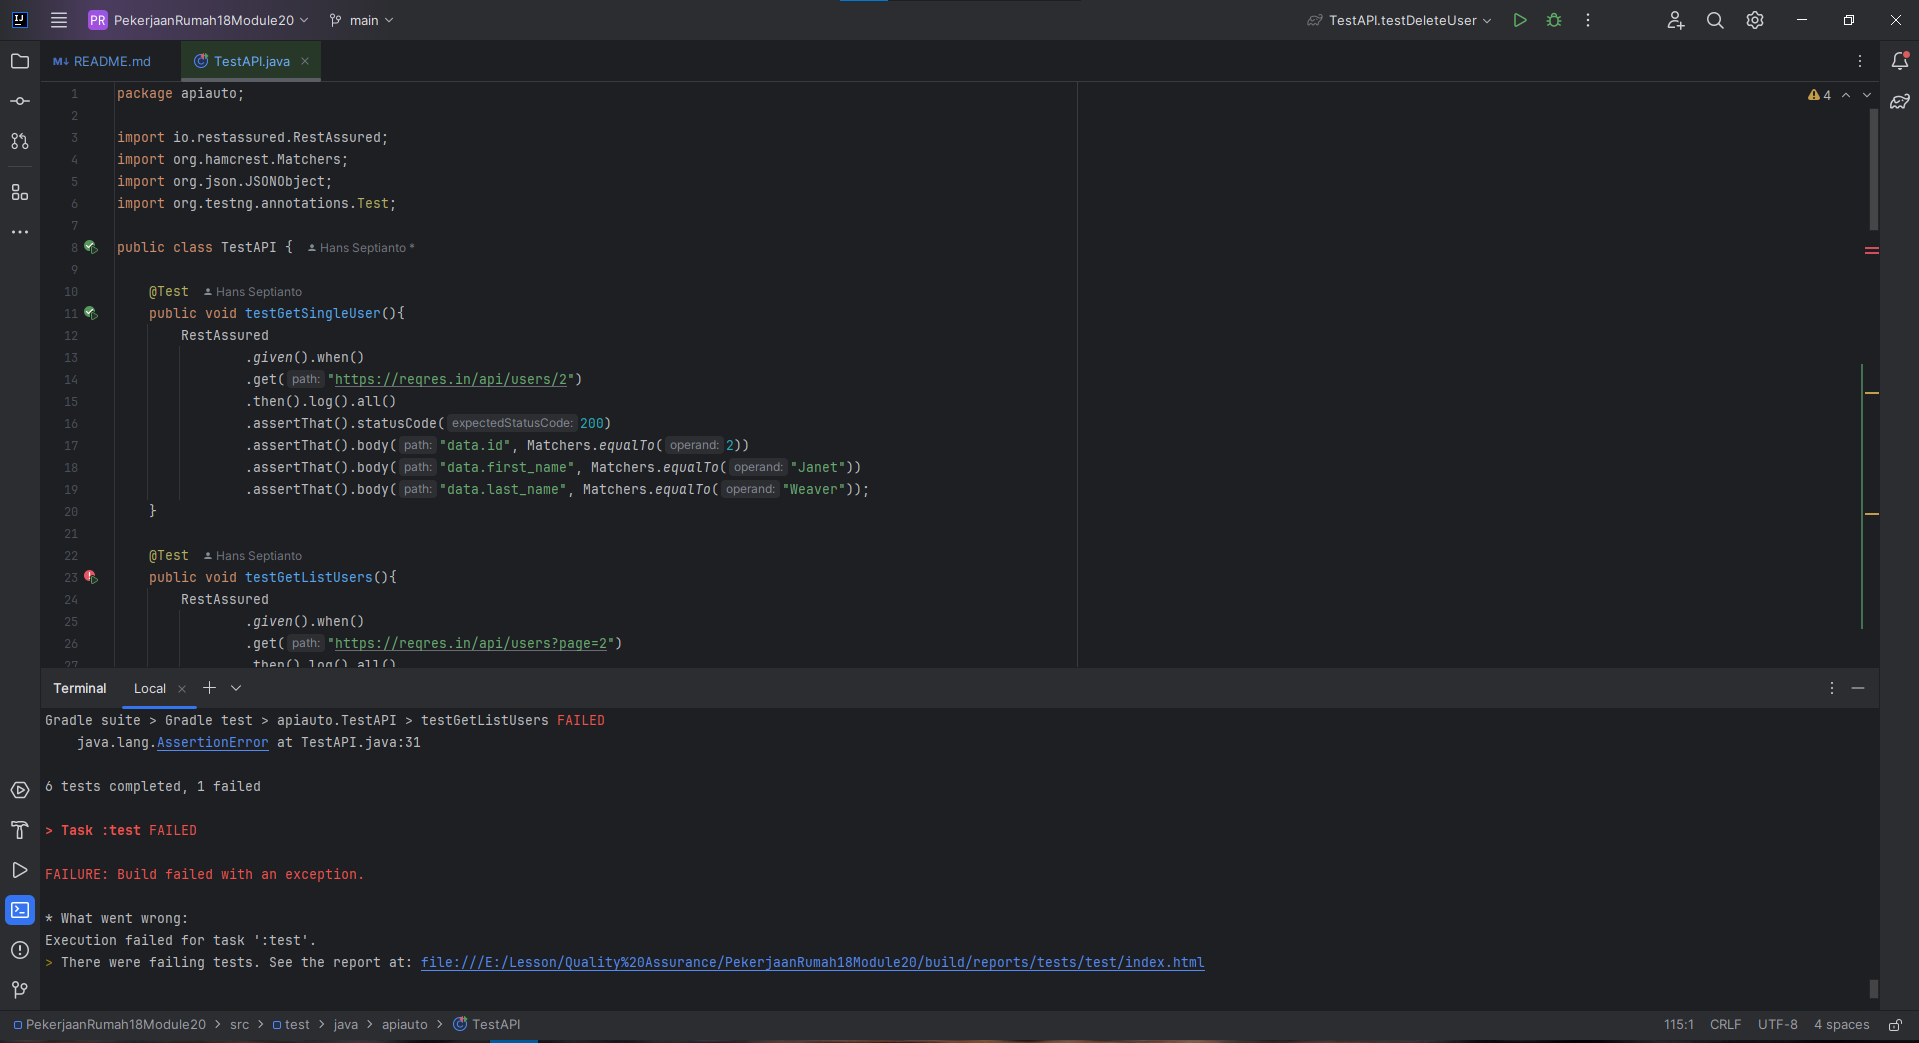 PR PekerjaanRumah18Module20 main TestAPI.testDeleteUser
README.md TestAPI.java
4
1 package apiauto;
2
3 import io.restassured.RestAssured;
4 import org.hamcrest.Matchers;
5 import org.json.JSONObject;
6 import org.testng.annotations.Test;
7
8 public class TestAPI { Hans Septianto *
9
10 @Test Hans Septianto
11 public void testGetSingleUser(){
12 RestAssured
13 .given().when()
14 .get( path: "https://reqres.in/api/users/2")
15 .then().log().all()
16 .assertThat().statusCode( expectedStatusCode: 200)
17 .assertThat().body( path: "data.id", Matchers.equalTo( operand: 2))
18 .assertThat().body( path: "data.first_name", Matchers.equalTo( operand: "Janet"))
19 .assertThat().body( path: "data.last_name", Matchers.equalTo( operand: "Weaver"));
20 }
21
22 @Test Hans Septianto
23 public void testGetListUsers(){
24 RestAssured
25 .given().when()
26 .get( path: "https://reqres.in/api/users?page=2")
27 .then().log().all()
Terminal Local
Gradle suite > Gradle test > apiauto.TestAPI > testGetListUsers FAILED
java.lang.AssertionError at TestAPI.java:31
6 tests completed, 1 failed
> Task :test FAILED
FAILURE: Build failed with an exception.
* What went wrong:
Execution failed for task ':test'.
> There were failing tests. See the report at: file:///E:/Lesson/Quality%20Assurance/PekerjaanRumah18Module20/build/reports/tests/test/index.html
PekerjaanRumah18Module20 > src > test > java > apiauto > TestAPI 115:1 CRLF UTF-8 4 spaces